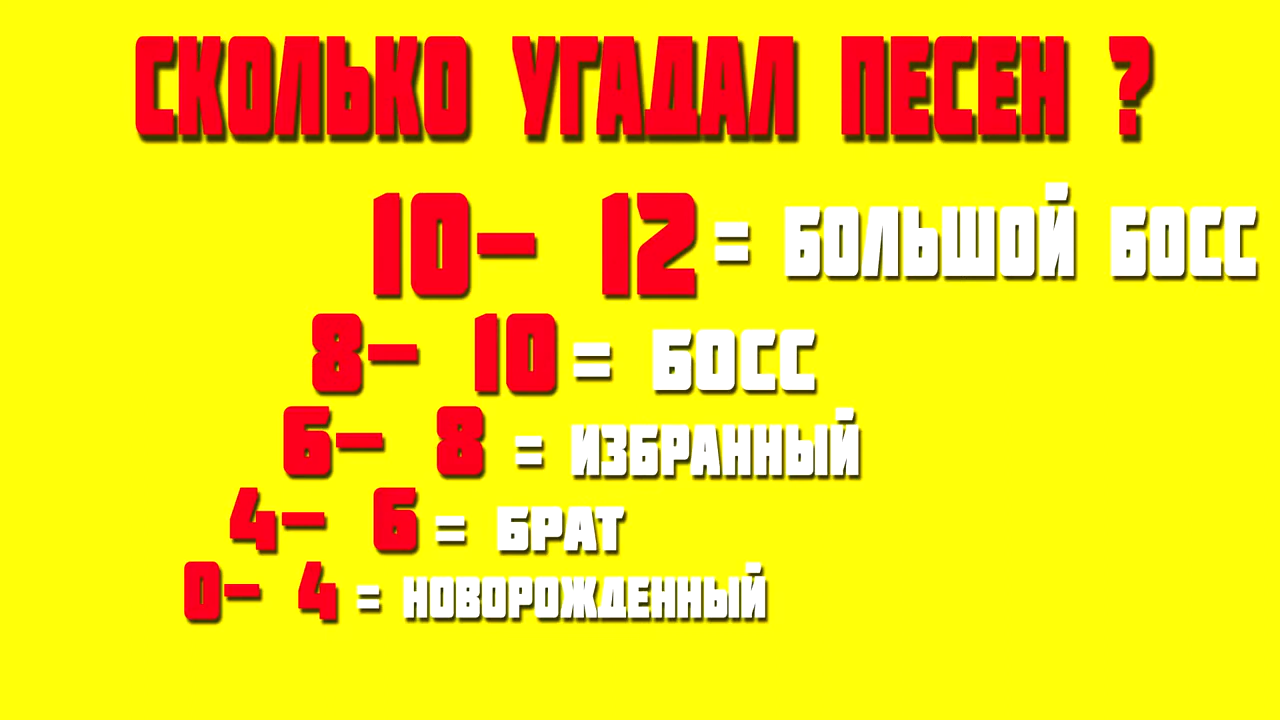 СКОЛЬКО УГАДАЛ ПЕСЕН ?
10- 12 = БОЛЬШОЙ БОСС
8- 10 = БОСС
6- 8 = ИЗБРАННЫЙ
4- 6 = БРАТ
0- 4 = НОВОРОЖДЕННЫЙ